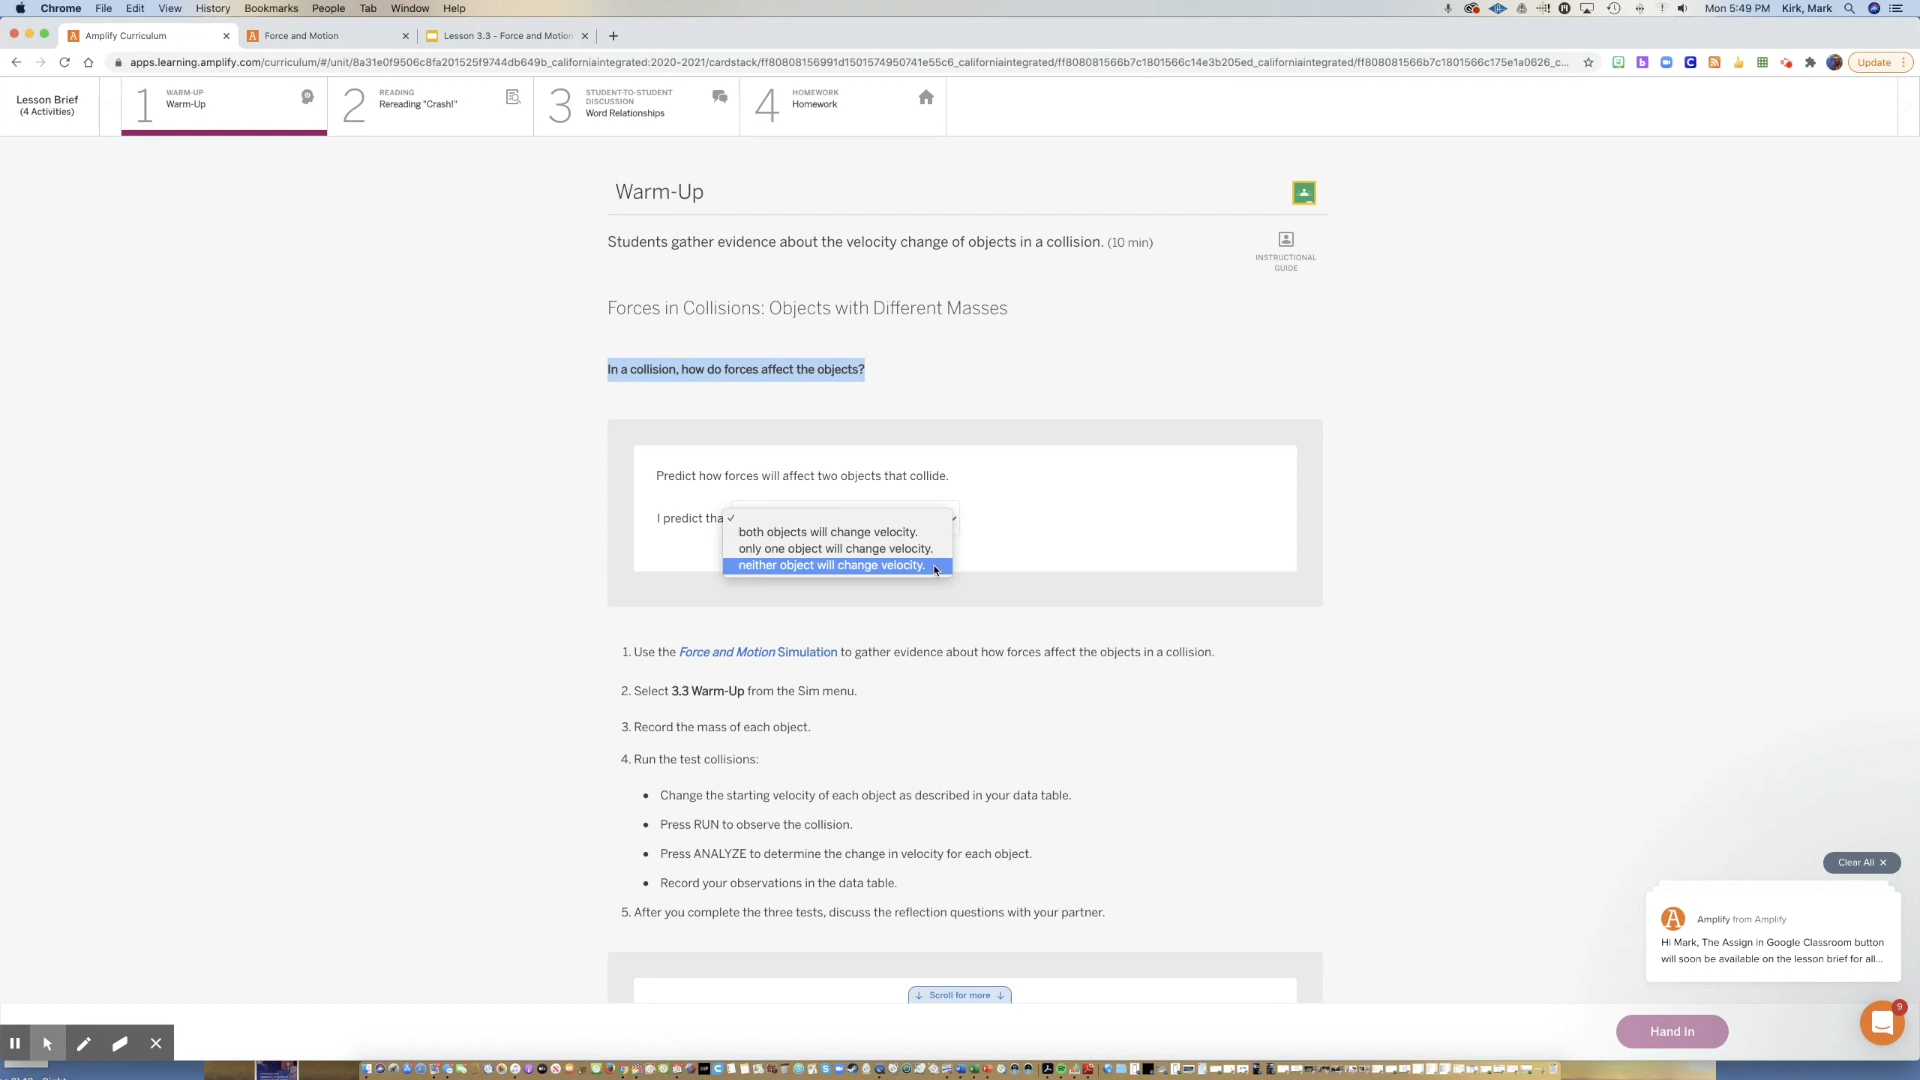 Chrome File Edit View History Bookmarks People Tab Window Help
Mon 5:49 PM Kirk, Mark
Amplify Curriculum
Force and Motion
Lesson 3.3 - Force and Motion
apps.learning.amplify.com/curriculum/#/unit/8a31e0f9506c8fa201525f9744db649b_californiaintegrated:2020-2021/cardstack/ff80808156991d1501574950741e55c6_californiaintegrated/ff808081566b7c1801566c14e3b205ed_californiaintegrated/ff808081566b7c1801566c175e1a0626_c...
Update
Lesson Brief
(4 Activities)
1 WARM-UP
Warm-Up
2 READING
Rereading "Crash!"
3 STUDENT-TO-STUDENT
DISCUSSION
Word Relationships
4 HOMEWORK
Homework
Warm-Up
Students gather evidence about the velocity change of objects in a collision. (10 min)
INSTRUCTIONAL
GUIDE
Forces in Collisions: Objects with Different Masses
In a collision, how do forces affect the objects?
Predict how forces will affect two objects that collide.
I predict tha
both objects will change velocity.
only one object will change velocity.
neither object will change velocity.
1. Use the Force and Motion Simulation to gather evidence about how forces affect the objects in a collision.
2. Select 3.3 Warm-Up from the Sim menu.
3. Record the mass of each object.
4. Run the test collisions:
• Change the starting velocity of each object as described in your data table.
• Press RUN to observe the collision.
• Press ANALYZE to determine the change in velocity for each object.
• Record your observations in the data table.
5. After you complete the three tests, discuss the reflection questions with your partner.
Clear All
Amplify from Amplify
Hi Mark, The Assign in Google Classroom button
will soon be available on the lesson brief for all...
Scroll for more
9
Hand In